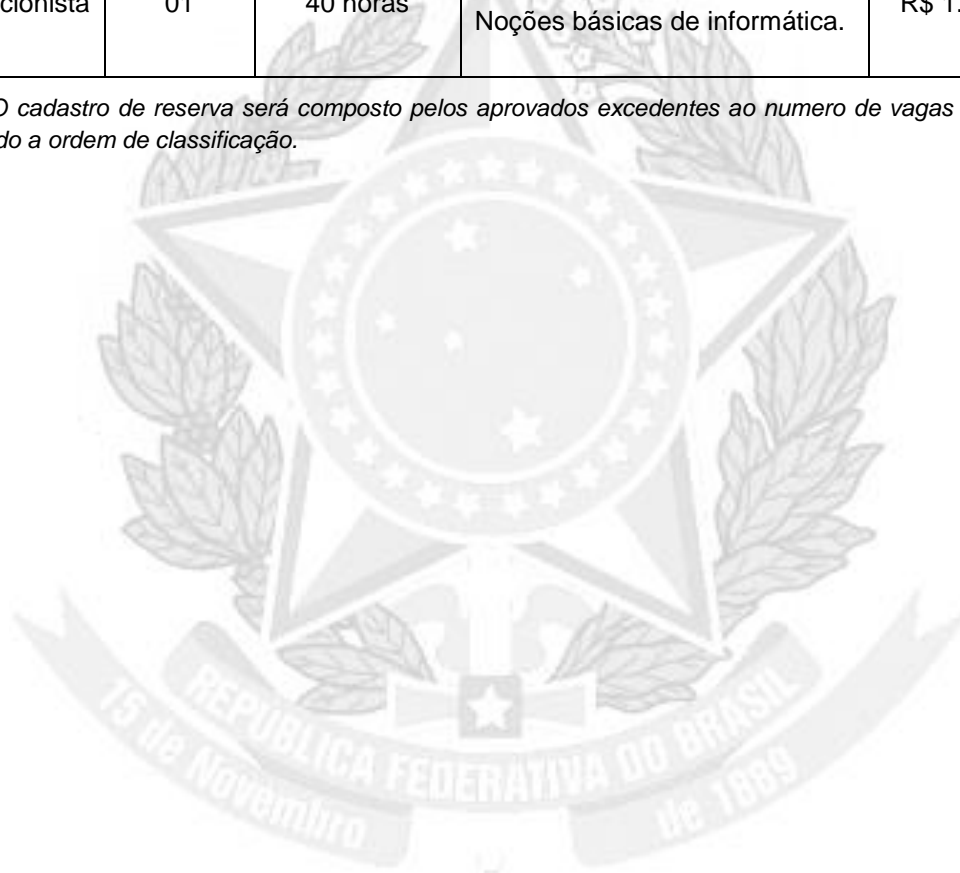 cionista 01 40 horas Noções básicas de informática. R$ 1.
O cadastro de reserva será composto pelos aprovados excedentes ao numero de vagas
do a ordem de classificação.
REPÚBLICA FEDERATIVA DO BRASIL
15 de Novembro de 1889